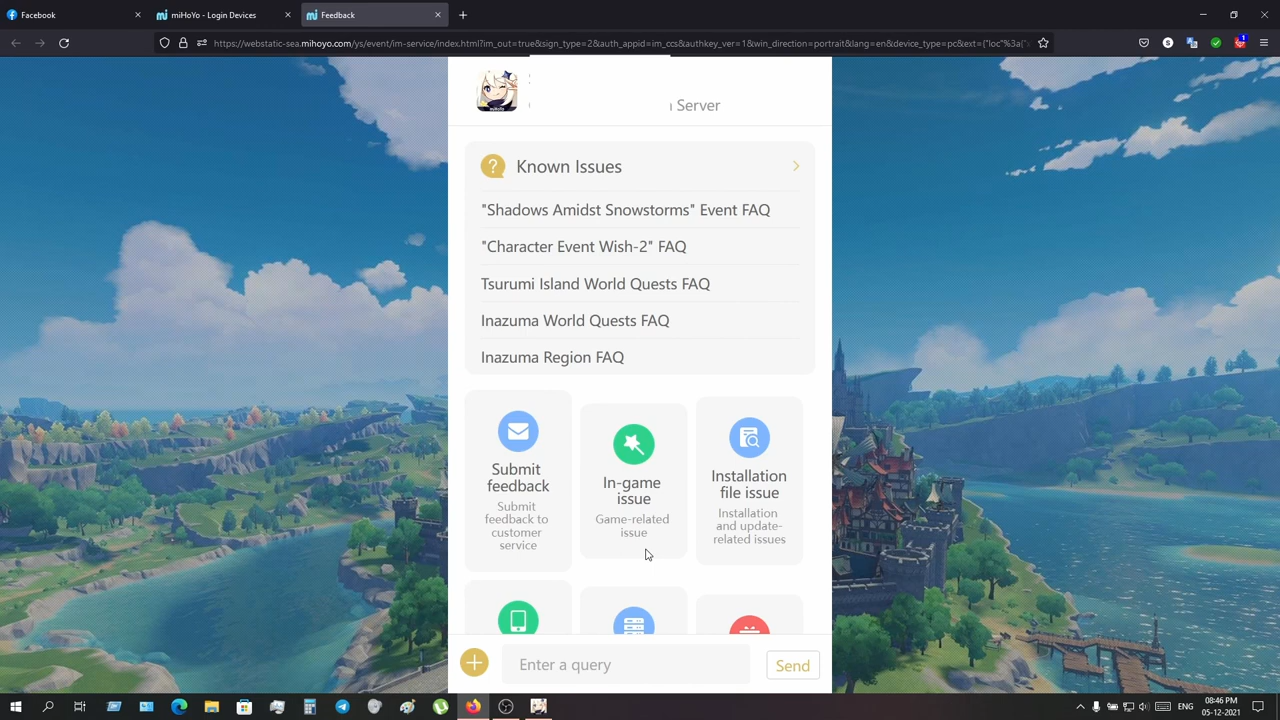 Facebook
miHoYo - Login Devices
Feedback
https://webstatic-sea.mihoyo.com/ys/event/im-service/index.html?im_out=true&sign_type=2&auth_appid=im_ccs&authkey_ver=1&win_direction=portrait&lang=en&device_type=pc&ext={"loc"%3a{"
Server
Known Issues
"Shadows Amidst Snowstorms" Event FAQ
"Character Event Wish-2" FAQ
Tsurumi Island World Quests FAQ
Inazuma World Quests FAQ
Inazuma Region FAQ
Submit
feedback
Submit
feedback to
customer
service
In-game
issue
Game-related
issue
Installation
file issue
Installation
and update-
related issues
Enter a query
Send
ENG
08:46 PM
05-12-2021